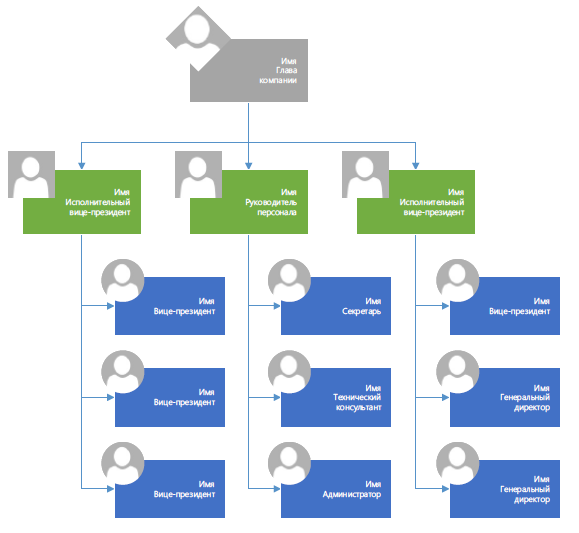 Имя
Глава
компании
Имя
Исполнительный
вице-президент
Имя
Руководитель
персонала
Имя
Исполнительный
вице-президент
Имя
Вице-президент
Имя
Секретарь
Имя
Вице-президент
Имя
Вице-президент
Имя
Технический
консультант
Имя
Генеральный
директор
Имя
Вице-президент
Имя
Администратор
Имя
Генеральный
директор